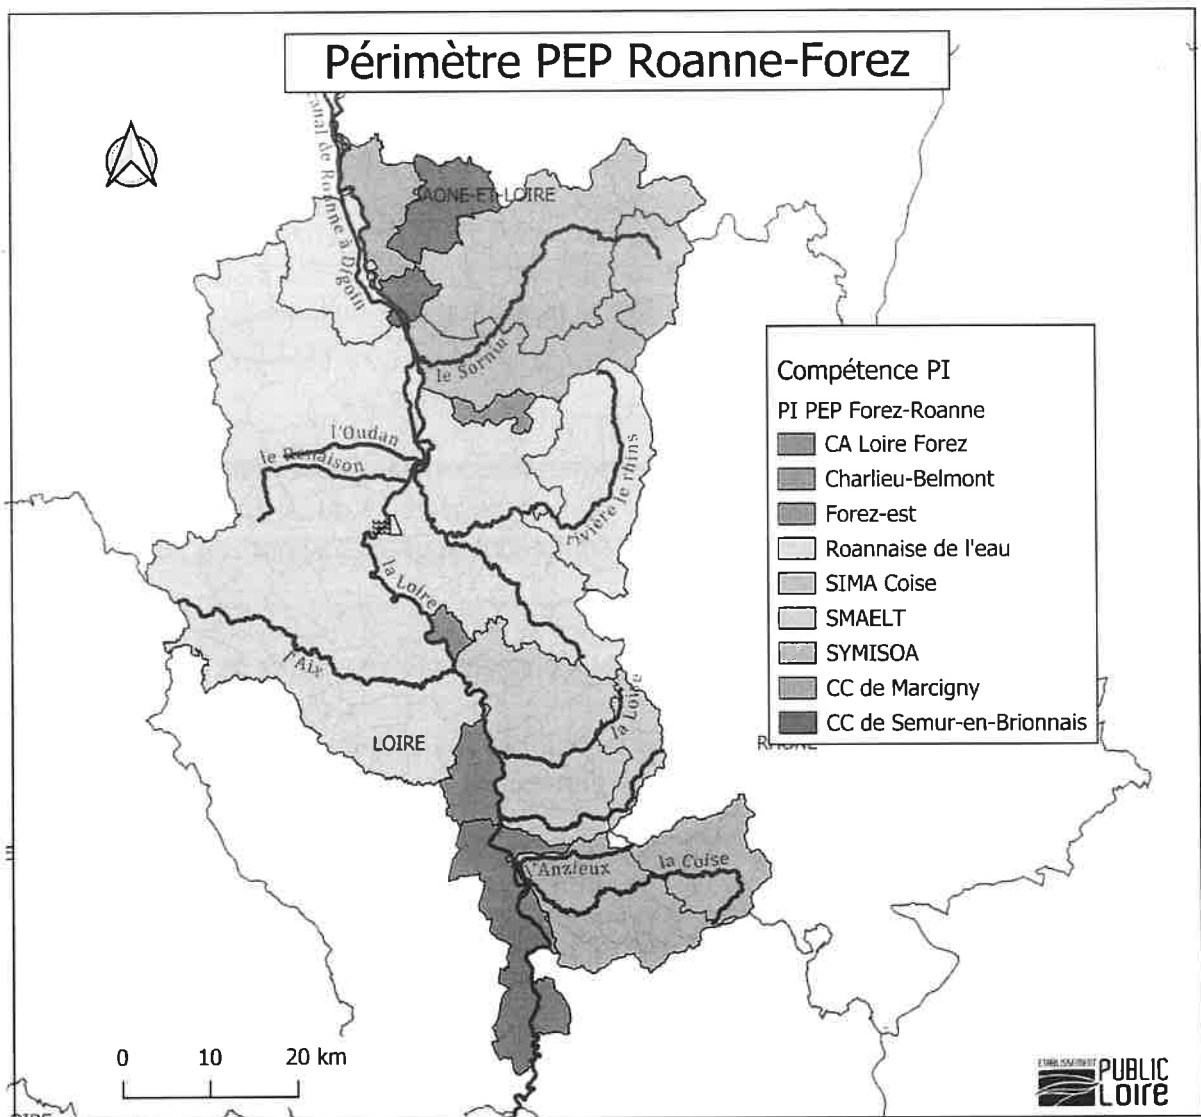 Périmètre PEP Roanne-Forez
canal de Roanne à Digoin
SAONE-ET-LOIRE
le Sornin
l'Oudan
le Renaison
rivière le rhins
la Loire
l'Aix
LOIRE
la Loire
RHONE
l'Anzieux
la Coise
Compétence PI
PI PEP Forez-Roanne
CA Loire Forez
Charlieu-Belmont
Forez-est
Roannaise de l'eau
SIMA Coise
SMAELT
SYMISOA
CC de Marcigny
CC de Semur-en-Brionnais
0 10 20 km
ETABLISSEMENT
PUBLIC
LOIRE